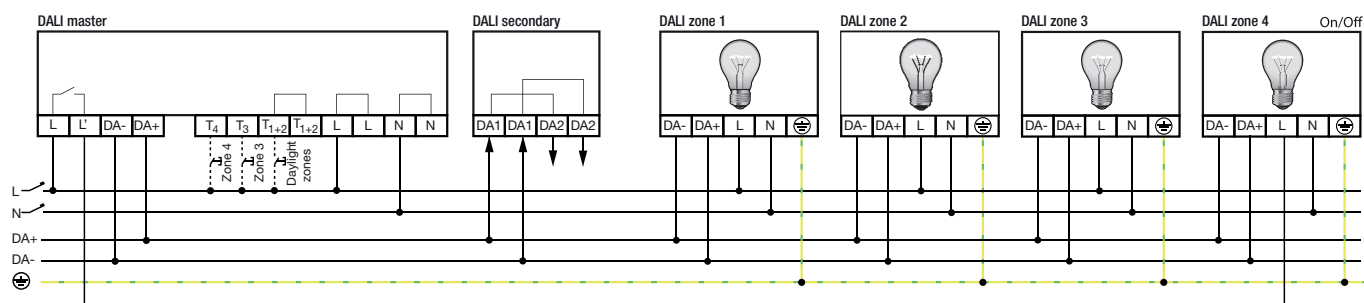 DALI master
DALI secondary
DALI zone 1
DALI zone 2
DALI zone 3
DALI zone 4
On/Off
L L' DA- DA+ T4 T3 T1+2 T1+2 L L N N
DA1 DA1 DA2 DA2
DA- DA+ L N
DA- DA+ L N
DA- DA+ L N
DA- DA+ L N
Zone 4
Zone 3
Daylight
zones
L
N
DA+
DA-